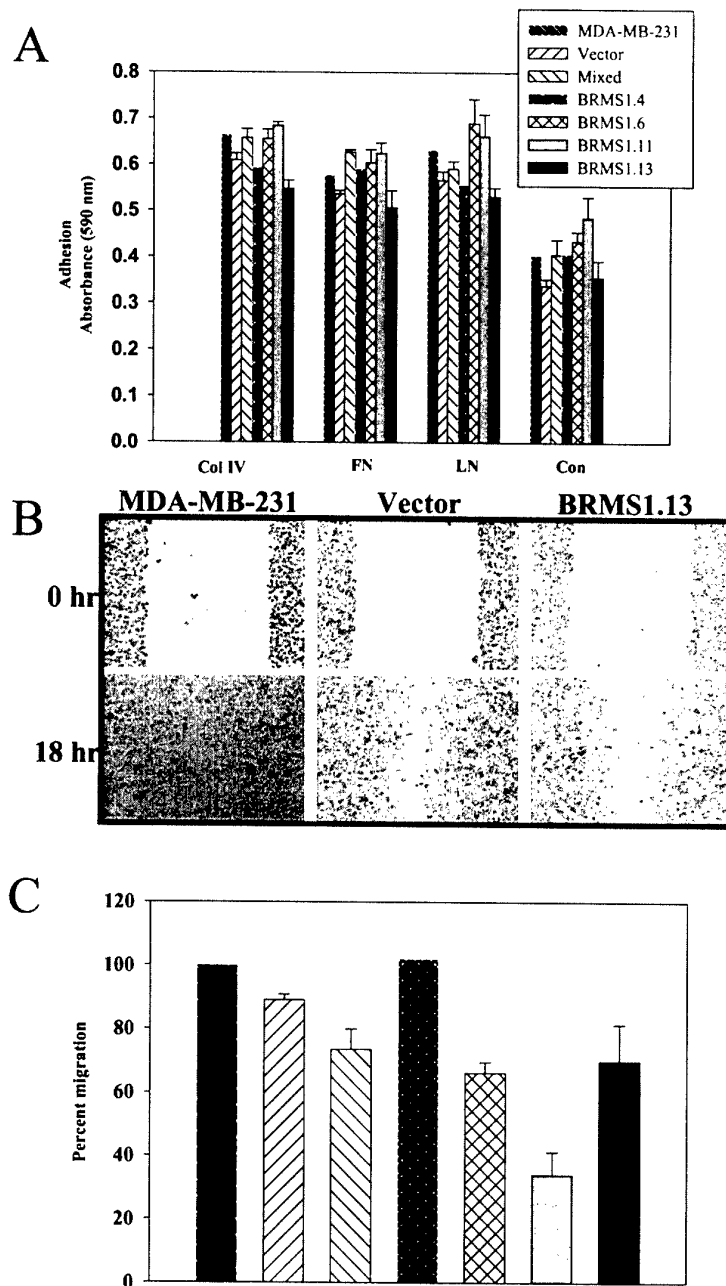 A
MDA-MB-231
Vector
Mixed
BRMS1.4
BRMS1.6
BRMS1.11
BRMS1.13
0.8
0.7
0.6
0.5
0.4
0.3
0.2
0.1
0.0
Adhesion
Absorbance (590 nm)
Col IV FN LN Con
B
MDA-MB-231 Vector BRMS1.13
0 hr
18 hr
C
120
100
80
60
40
20
0
Percent migration